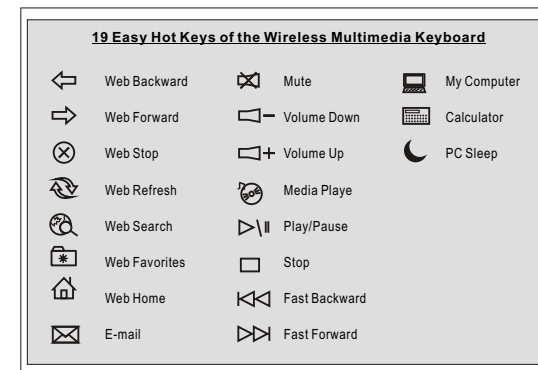 19 Easy Hot Keys of the Wireless Multimedia Keyboard
Web Backward
Web Forward
Web Stop
Web Refresh
Web Search
Web Favorites
Web Home
E-mail
Mute
Volume Down
Volume Up
Media Playe
Play/Pause
Stop
Fast Backward
Fast Forward
My Computer
Calculator
PC Sleep